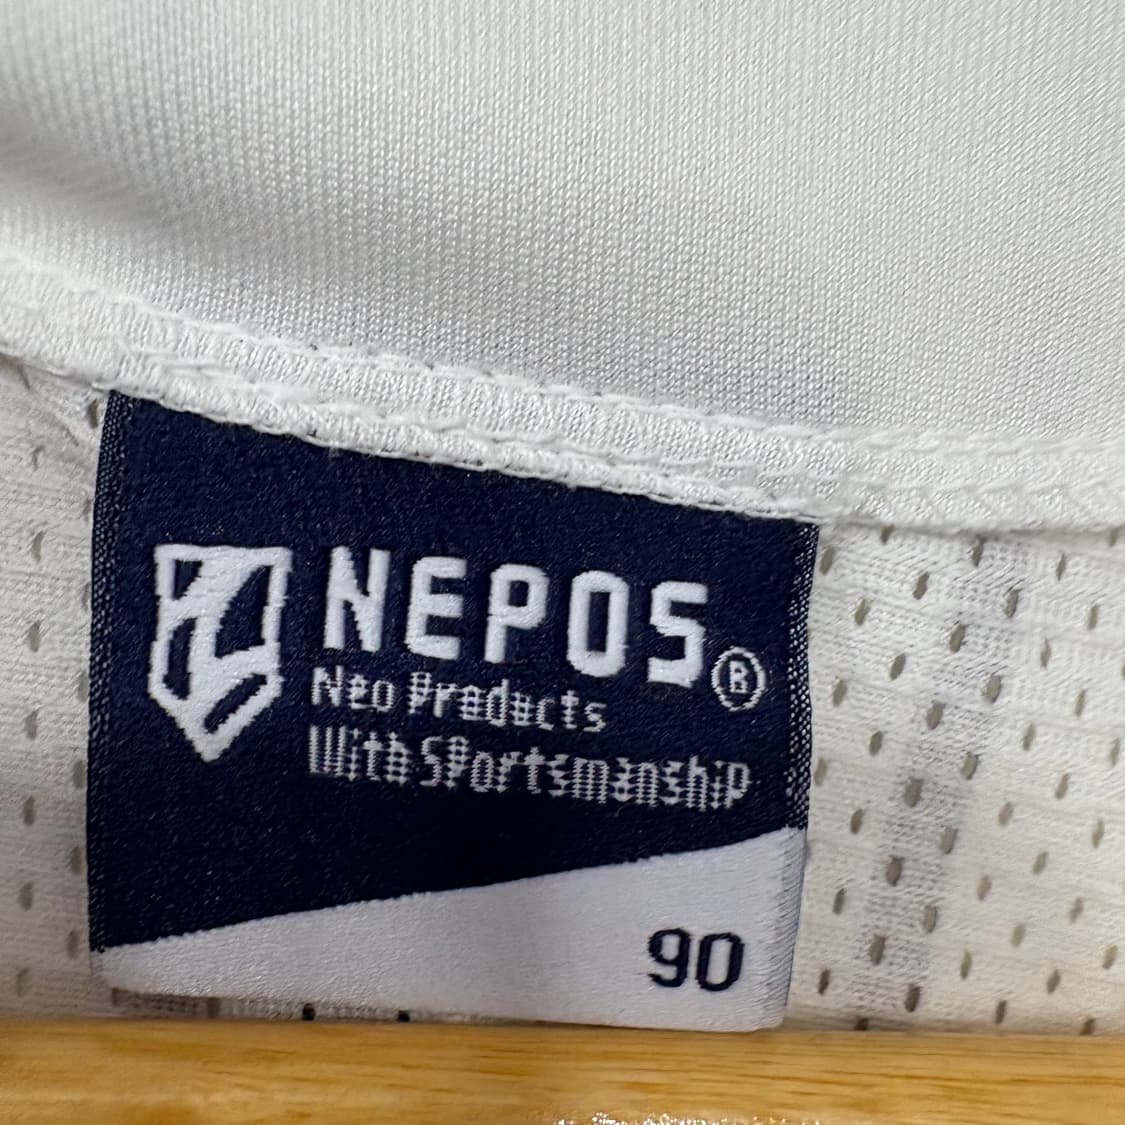 NEPOS®
Neo Products
With Sportsmanship
90